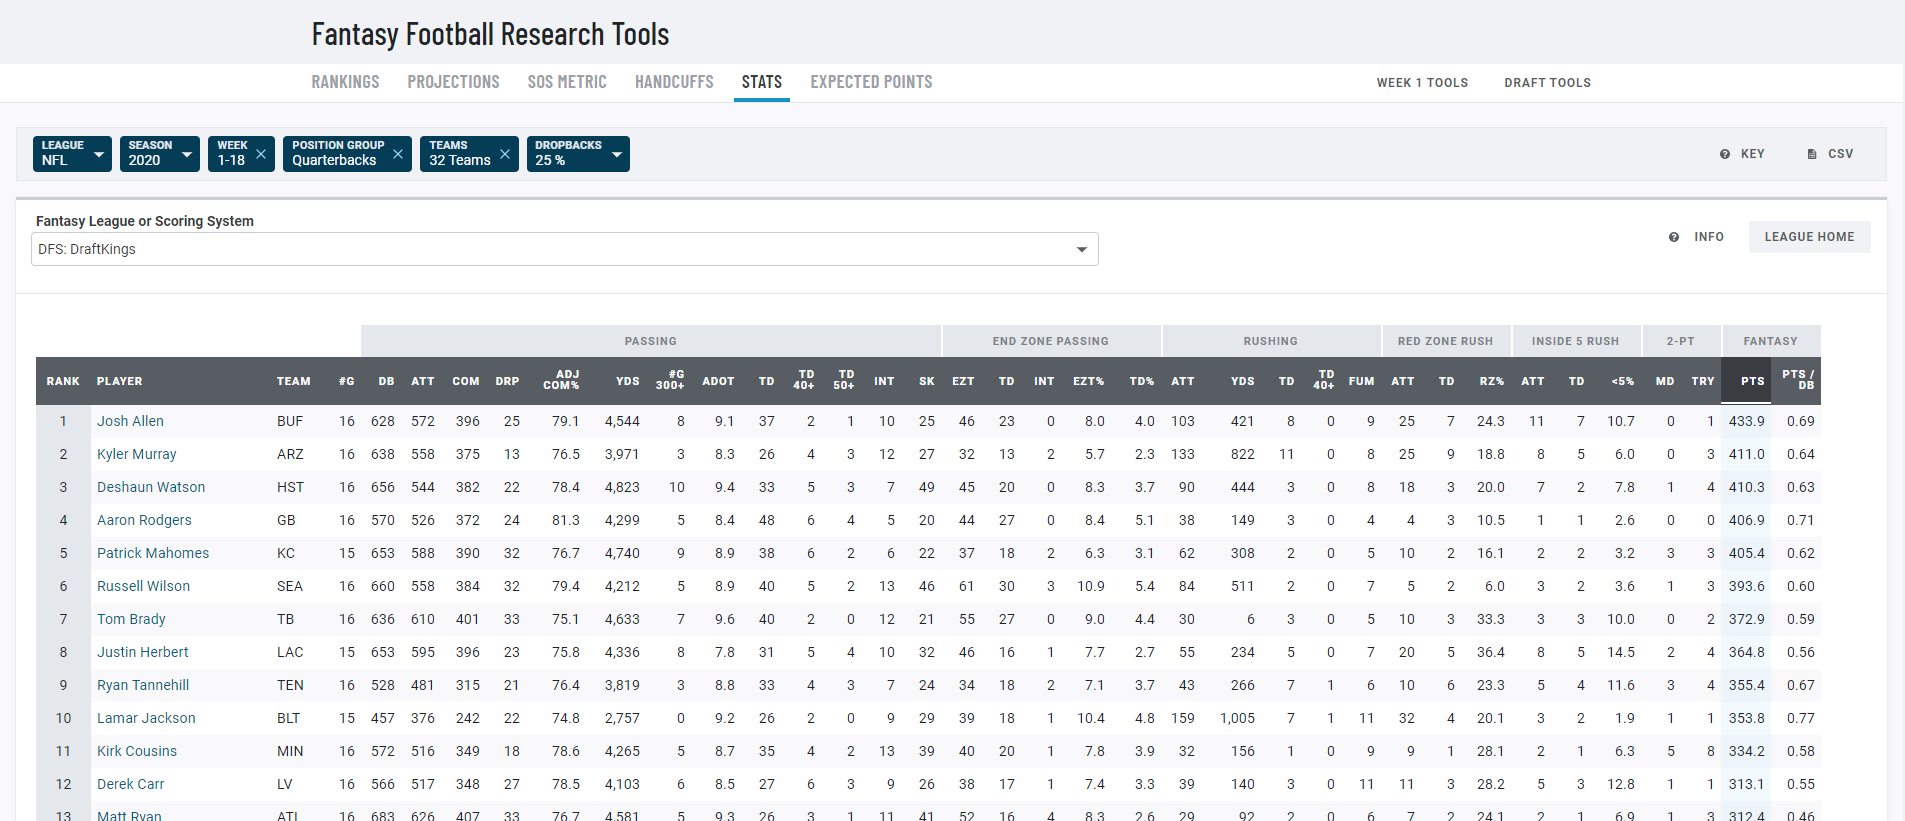 Fantasy Football Research Tools
RANKINGS PROJECTIONS SOS METRIC HANDCUFFS STATS EXPECTED POINTS WEEK 1 TOOLS DRAFT TOOLS
LEAGUE SEASON WEEK POSITION GROUP TEAMS DROPBACKS
NFL 2020 1-18 Quarterbacks 32 Teams 25 %
KEY CSV
Fantasy League or Scoring System
DFS: DraftKings
INFO LEAGUE HOME
PASSING END ZONE PASSING RUSHING RED ZONE RUSH INSIDE 5 RUSH 2-PT FANTASY
RANK PLAYER TEAM #G DB ATT COM DRP ADJ COM% YDS #G 300+ ADOT TD TD 40+ TD 50+ INT SK EZT TD INT EZT% TD% ATT YDS TD TD 40+ FUM ATT TD RZ% ATT TD <5% MD TRY PTS PTS / DB
1 Josh Allen BUF 16 628 572 396 25 79.1 4,544 8 9.1 37 2 1 10 25 46 23 0 8.0 4.0 103 421 8 0 9 25 7 24.3 11 7 10.7 0 1 433.9 0.69
2 Kyler Murray ARZ 16 638 558 375 13 76.5 3,971 3 8.3 26 4 3 12 27 32 13 2 5.7 2.3 133 822 11 0 8 25 9 18.8 8 5 6.0 0 3 411.0 0.64
3 Deshaun Watson HST 16 656 544 382 22 78.4 4,823 10 9.4 33 5 3 7 49 45 20 0 8.3 3.7 90 444 3 0 8 18 3 20.0 7 2 7.8 1 4 410.3 0.63
4 Aaron Rodgers GB 16 570 526 372 24 81.3 4,299 5 8.4 48 6 4 5 20 44 27 0 8.4 5.1 38 149 3 0 4 4 3 10.5 1 1 2.6 0 0 406.9 0.71
5 Patrick Mahomes KC 15 653 588 390 32 76.7 4,740 9 8.9 38 6 2 6 22 37 18 2 6.3 3.1 62 308 2 0 5 10 2 16.1 2 2 3.2 3 3 405.4 0.62
6 Russell Wilson SEA 16 660 558 384 32 79.4 4,212 5 8.9 40 5 2 13 46 61 30 3 10.9 5.4 84 511 2 0 7 5 2 6.0 3 2 3.6 1 3 393.6 0.60
7 Tom Brady TB 16 636 610 401 33 75.1 4,633 7 9.6 40 2 0 12 21 55 27 0 9.0 4.4 30 6 3 0 5 10 3 33.3 3 3 10.0 0 2 372.9 0.59
8 Justin Herbert LAC 15 653 595 396 23 75.8 4,336 8 7.8 31 5 4 10 32 46 16 1 7.7 2.7 55 234 5 0 7 20 5 36.4 8 5 14.5 2 4 364.8 0.56
9 Ryan Tannehill TEN 16 528 481 315 21 76.4 3,819 3 8.8 33 4 3 7 24 34 18 2 7.1 3.7 43 266 7 1 6 10 6 23.3 5 4 11.6 3 4 355.4 0.67
10 Lamar Jackson BLT 15 457 376 242 22 74.8 2,757 0 9.2 26 2 0 9 29 39 18 1 10.4 4.8 159 1,005 7 1 11 32 4 20.1 3 2 1.9 1 1 353.8 0.77
11 Kirk Cousins MIN 16 572 516 349 18 78.6 4,265 5 8.7 35 4 2 13 39 40 20 1 7.8 3.9 32 156 1 0 9 9 1 28.1 2 1 6.3 5 8 334.2 0.58
12 Derek Carr LV 16 566 517 348 27 78.5 4,103 6 8.5 27 6 3 9 26 38 17 1 7.4 3.3 39 140 3 0 11 11 3 28.2 5 3 12.8 1 1 313.1 0.55
13 Matt Ryan ATL 16 683 626 407 33 76.7 4,581 5 9.3 26 3 1 11 41 52 16 4 8.3 2.6 29 92 2 0 6 7 2 24.1 2 1 6.9 1 3 312.4 0.46